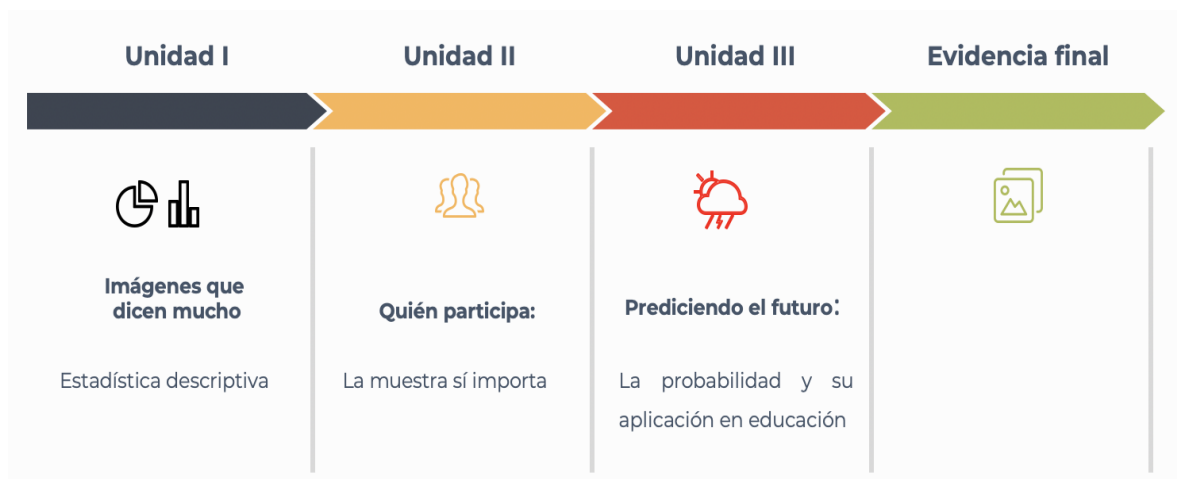 Unidad I
Unidad II
Unidad III
Evidencia final
Imágenes que
dicen mucho
Estadística descriptiva
Quién participa:
La muestra sí importa
Prediciendo el futuro:
La probabilidad y su
aplicación en educación